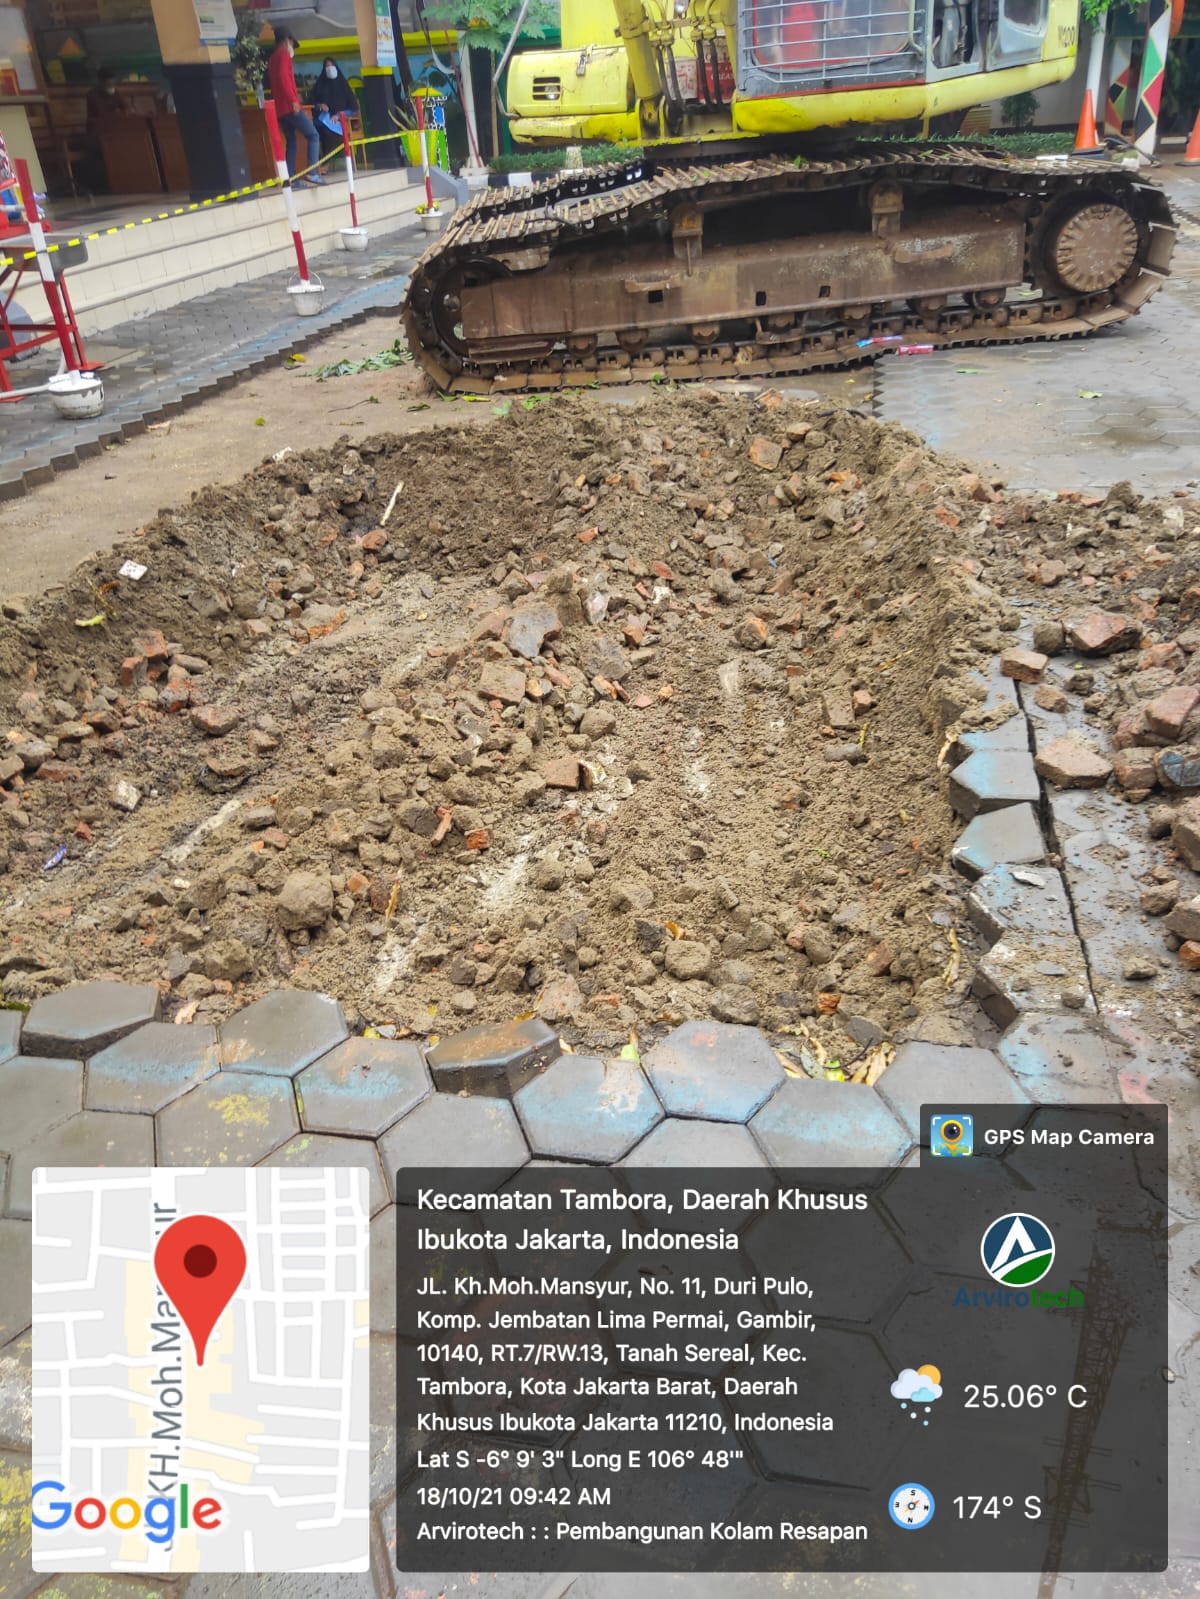 GPS Map Camera
Kecamatan Tambora, Daerah Khusus
Ibukota Jakarta, Indonesia
JL. Kh.Moh.Mansyur, No. 11, Duri Pulo,
Komp. Jembatan Lima Permai, Gambir,
10140, RT.7/RW.13, Tanah Sereal, Kec.
Tambora, Kota Jakarta Barat, Daerah
Khusus Ibukota Jakarta 11210, Indonesia
Lat S -6° 9' 3" Long E 106° 48'"
18/10/21 09:42 AM
Arvirotech : : Pembangunan Kolam Resapan
Arvirotech
25.06° C
174° S
KH.Moh.Mansyur
Google